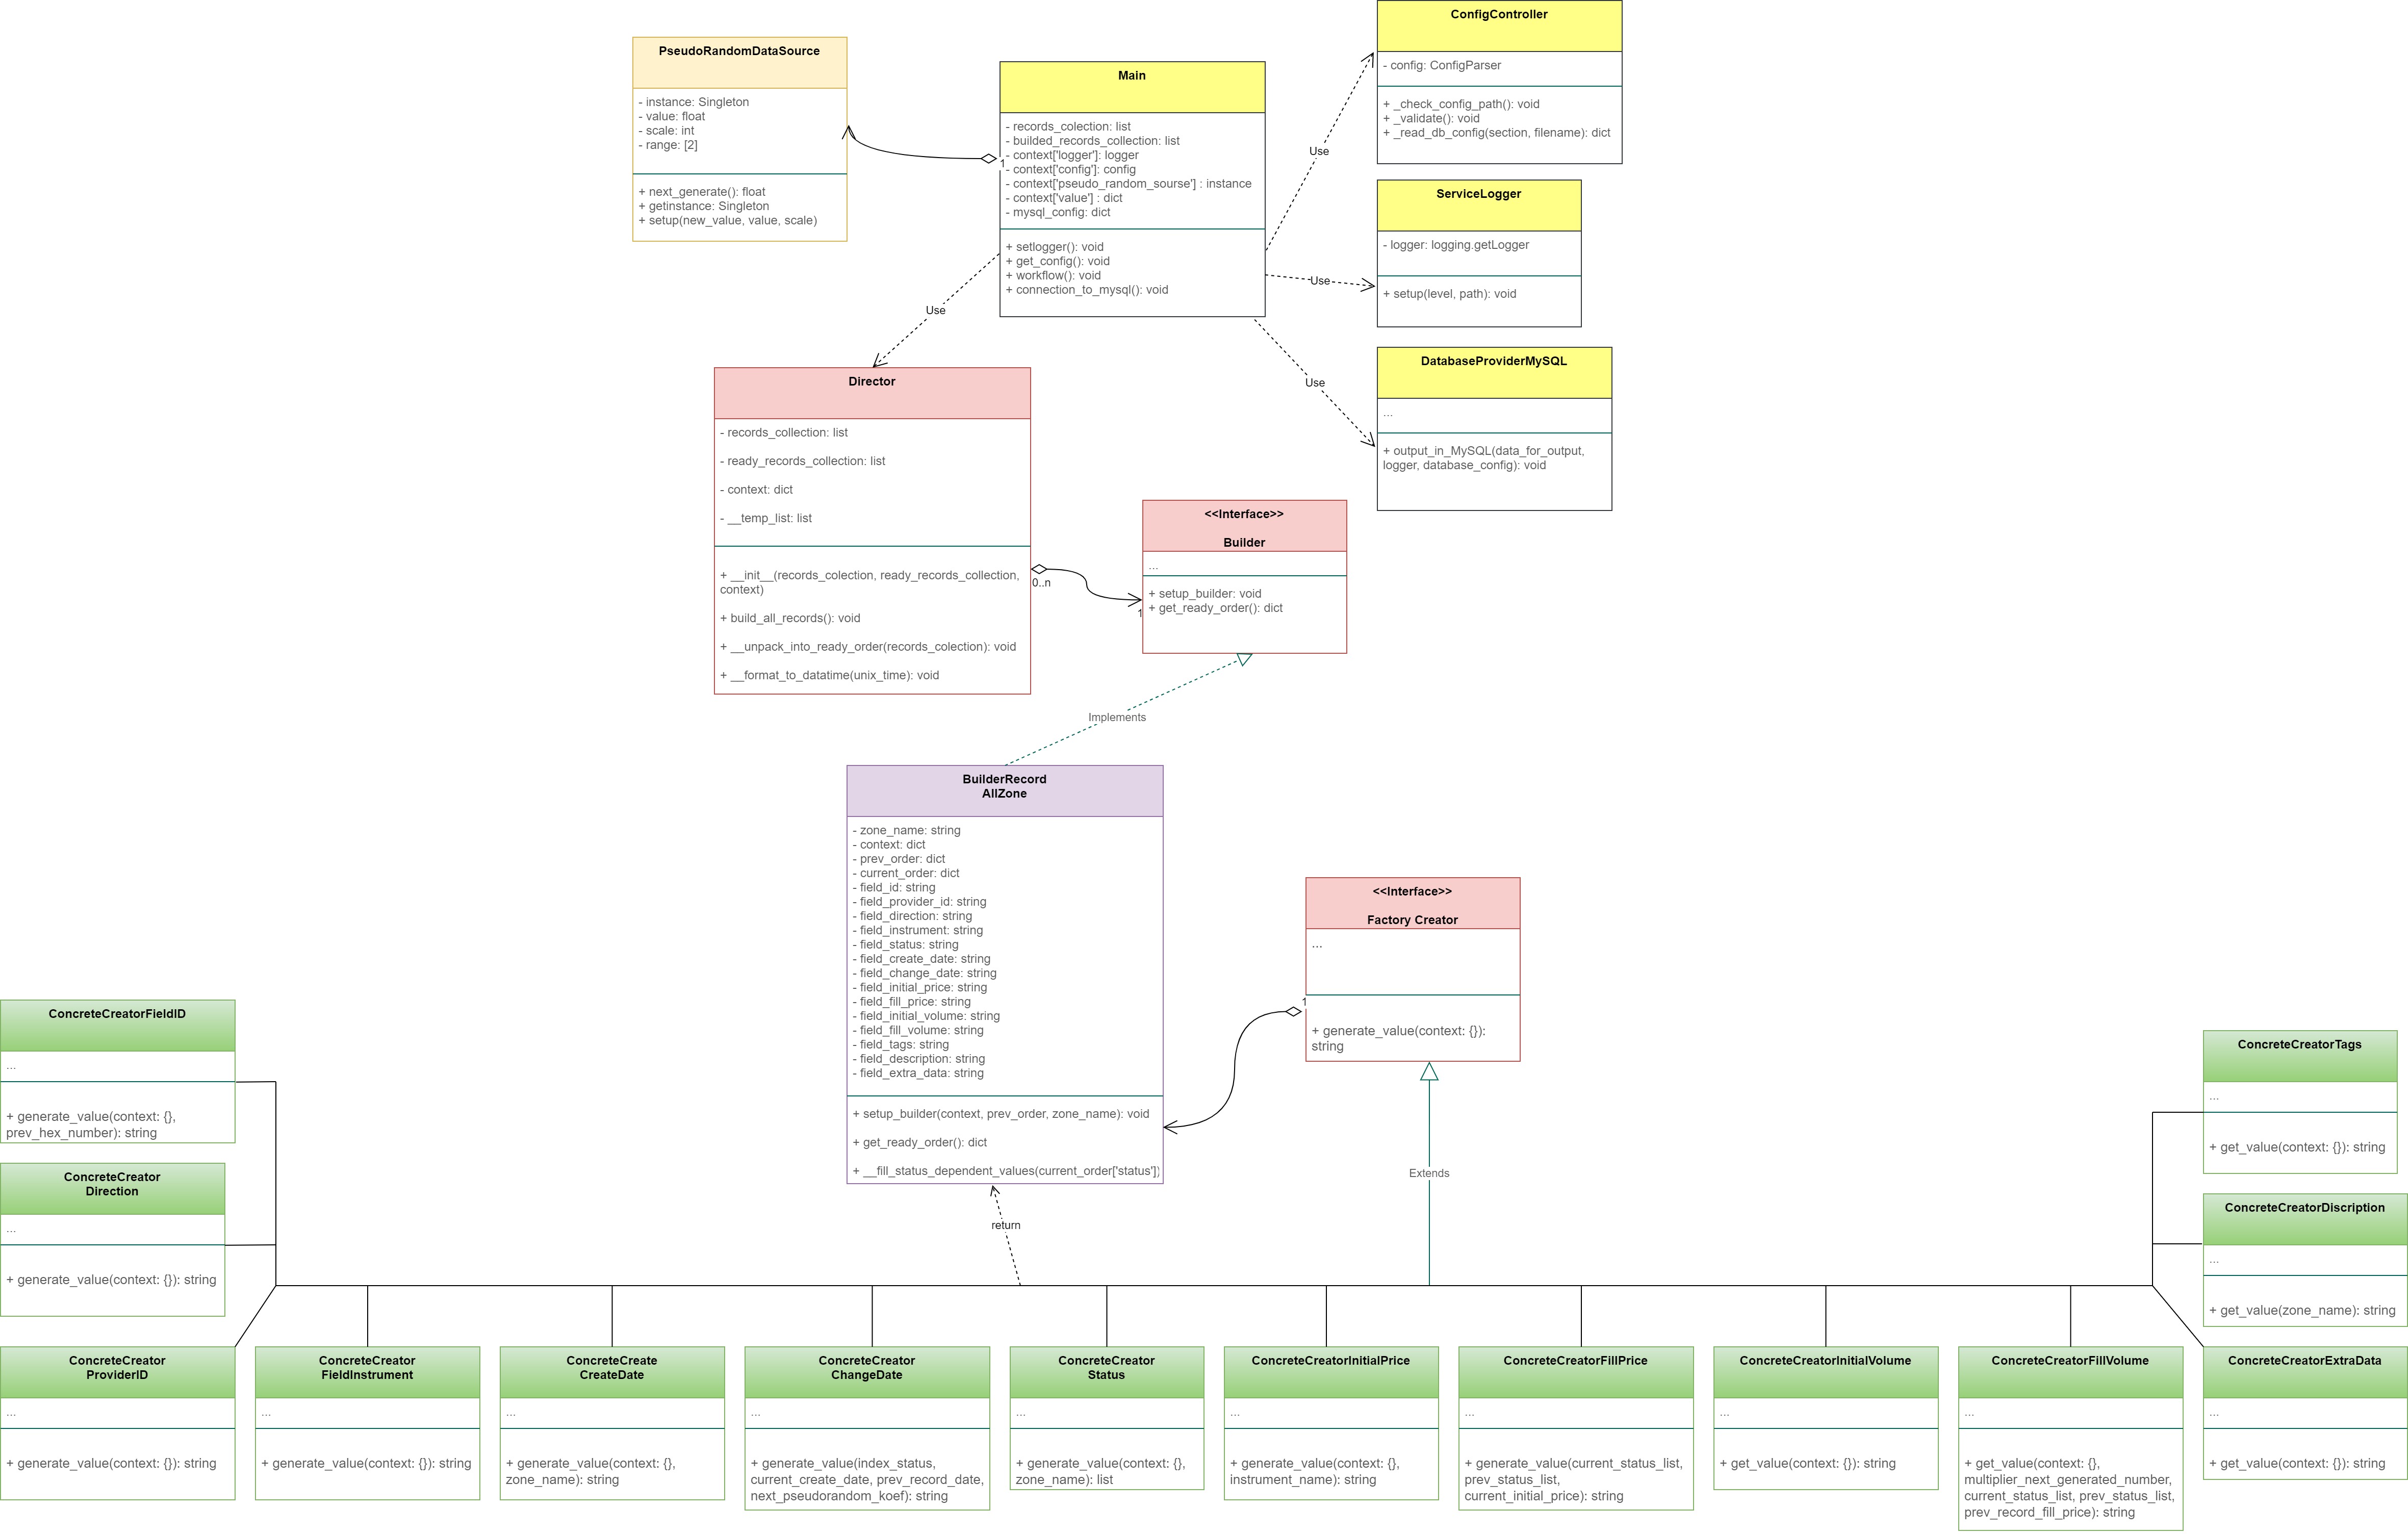 PseudoRandomDataSource
- instance: Singleton
- value: float
- scale: int
- range: [2]
+ next_generate(): float
+ getinstance: Singleton
+ setup(new_value, value, scale)
Main
- records_colection: list
- builded_records_collection: list
- context['logger']: logger
- context['config']: config
- context['pseudo_random_sourse'] : instance
- context['value'] : dict
- mysql_config: dict
+ setlogger(): void
+ get_config(): void
+ workflow(): void
+ connection_to_mysql(): void
1
ConfigController
- config: ConfigParser
+ _check_config_path(): void
+ _validate(): void
+ _read_db_config(section, filename): dict
Use
ServiceLogger
- logger: logging.getLogger
+ setup(level, path): void
Use
DatabaseProviderMySQL
...
+ output_in_MySQL(data_for_output,
logger, database_config): void
Use
Use
Director
- records_collection: list
- ready_records_collection: list
- context: dict
- __temp_list: list
+ __init__(records_colection, ready_records_collection,
context)
+ build_all_records(): void
+ __unpack_into_ready_order(records_colection): void
+ __format_to_datatime(unix_time): void
0..n
1
<<Interface>>
Builder
...
+ setup_builder: void
+ get_ready_order(): dict
Implements
BuilderRecord
AllZone
- zone_name: string
- context: dict
- prev_order: dict
- current_order: dict
- field_id: string
- field_provider_id: string
- field_direction: string
- field_instrument: string
- field_status: string
- field_create_date: string
- field_change_date: string
- field_initial_price: string
- field_fill_price: string
- field_initial_volume: string
- field_fill_volume: string
- field_tags: string
- field_description: string
- field_extra_data: string
+ setup_builder(context, prev_order, zone_name): void
+ get_ready_order(): dict
+ __fill_status_dependent_values(current_order['status'])
<<Interface>>
Factory Creator
...
1
+ generate_value(context: {}):
string
Extends
return
ConcreteCreatorFieldID
...
+ generate_value(context: {},
prev_hex_number): string
ConcreteCreator
Direction
...
+ generate_value(context: {}): string
ConcreteCreatorTags
...
+ get_value(context: {}): string
ConcreteCreatorDiscription
...
+ get_value(zone_name): string
ConcreteCreator
ProviderID
...
+ generate_value(context: {}): string
ConcreteCreator
FieldInstrument
...
+ generate_value(context: {}): string
ConcreteCreate
CreateDate
...
+ generate_value(context: {},
zone_name): string
ConcreteCreator
ChangeDate
...
+ generate_value(index_status,
current_create_date, prev_record_date,
next_pseudorandom_koef): string
ConcreteCreator
Status
...
+ generate_value(context: {},
zone_name): list
ConcreteCreatorInitialPrice
...
+ generate_value(context: {},
instrument_name): string
ConcreteCreatorFillPrice
...
+ generate_value(current_status_list,
prev_status_list,
current_initial_price): string
ConcreteCreatorInitialVolume
...
+ get_value(context: {}): string
ConcreteCreatorFillVolume
...
+ get_value(context: {},
multiplier_next_generated_number,
current_status_list, prev_status_list,
prev_record_fill_price): string
ConcreteCreatorExtraData
...
+ get_value(context: {}): string